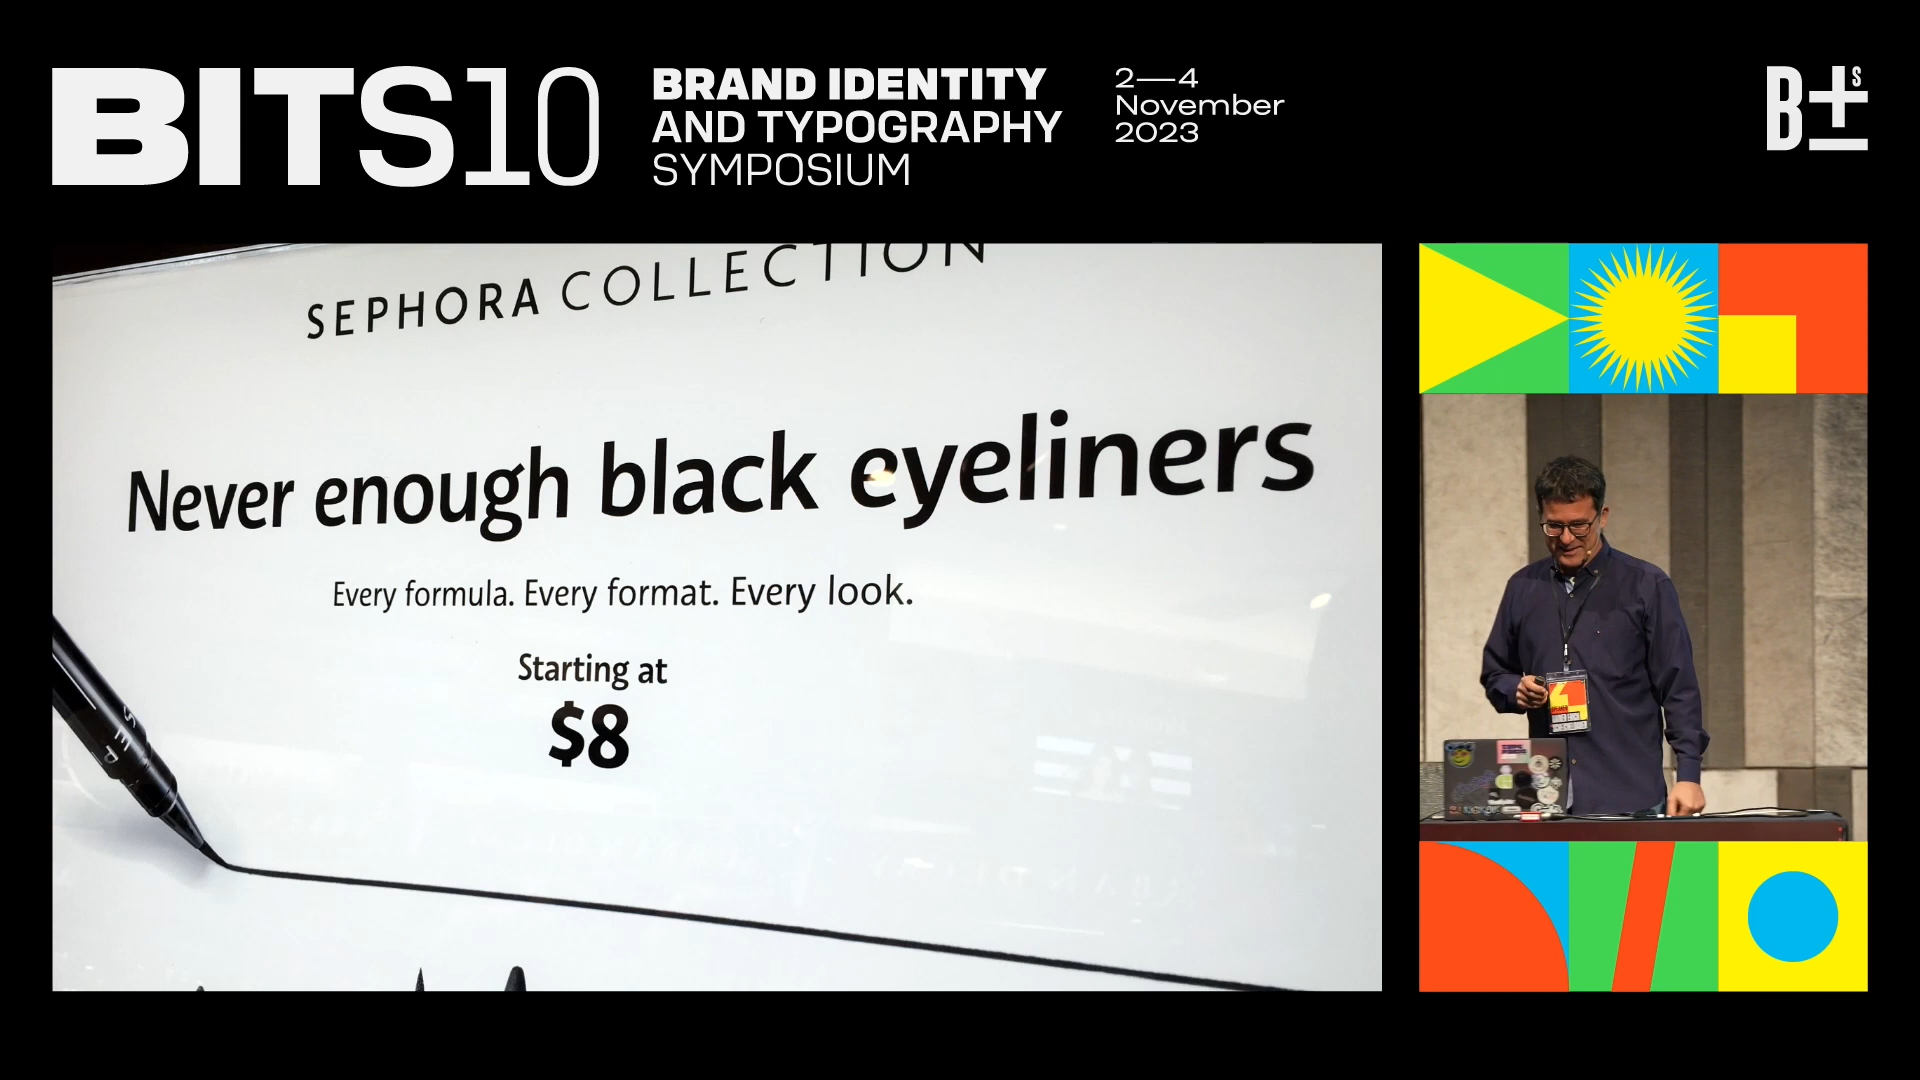 BITS10
BRAND IDENTITY
AND TYPOGRAPHY
SYMPOSIUM
2—4
November
2023
B±s
SEPHORA COLLECTION
Never enough black eyeliners
Every formula. Every format. Every look.
Starting at
$8
SEP